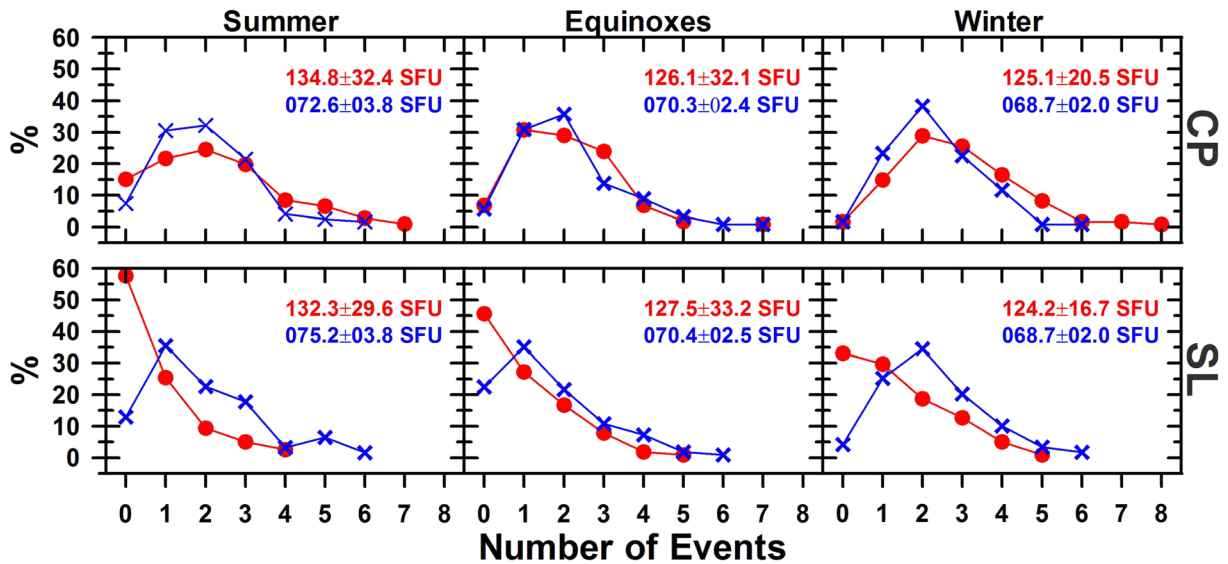 Summer Equinoxes Winter
60
50
40
30
20
10
0
%
134.8±32.4 SFU
072.6±03.8 SFU
126.1±32.1 SFU
070.3±02.4 SFU
125.1±20.5 SFU
068.7±02.0 SFU
CP
60
50
40
30
20
10
0
%
132.3±29.6 SFU
075.2±03.8 SFU
127.5±33.2 SFU
070.4±02.5 SFU
124.2±16.7 SFU
068.7±02.0 SFU
SL
0 1 2 3 4 5 6 7 8 0 1 2 3 4 5 6 7 8 0 1 2 3 4 5 6 7 8
Number of Events